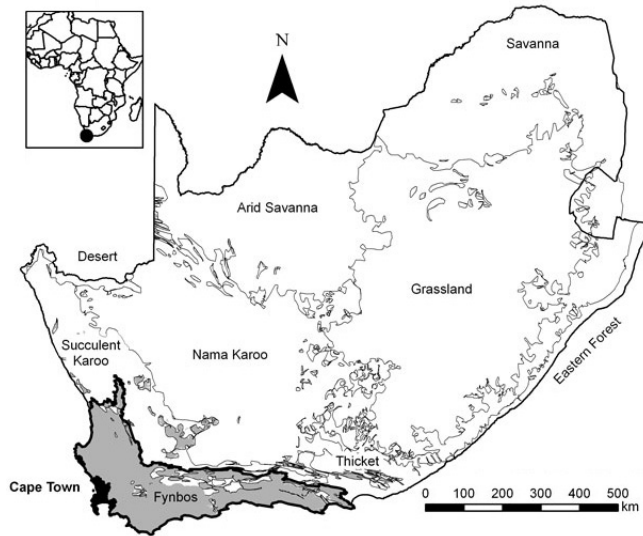 N
Savanna
Arid Savanna
Desert
Grassland
Succulent
Karoo
Nama Karoo
Eastern Forest
Thicket
Cape Town
Fynbos
0 100 200 300 400 500
km